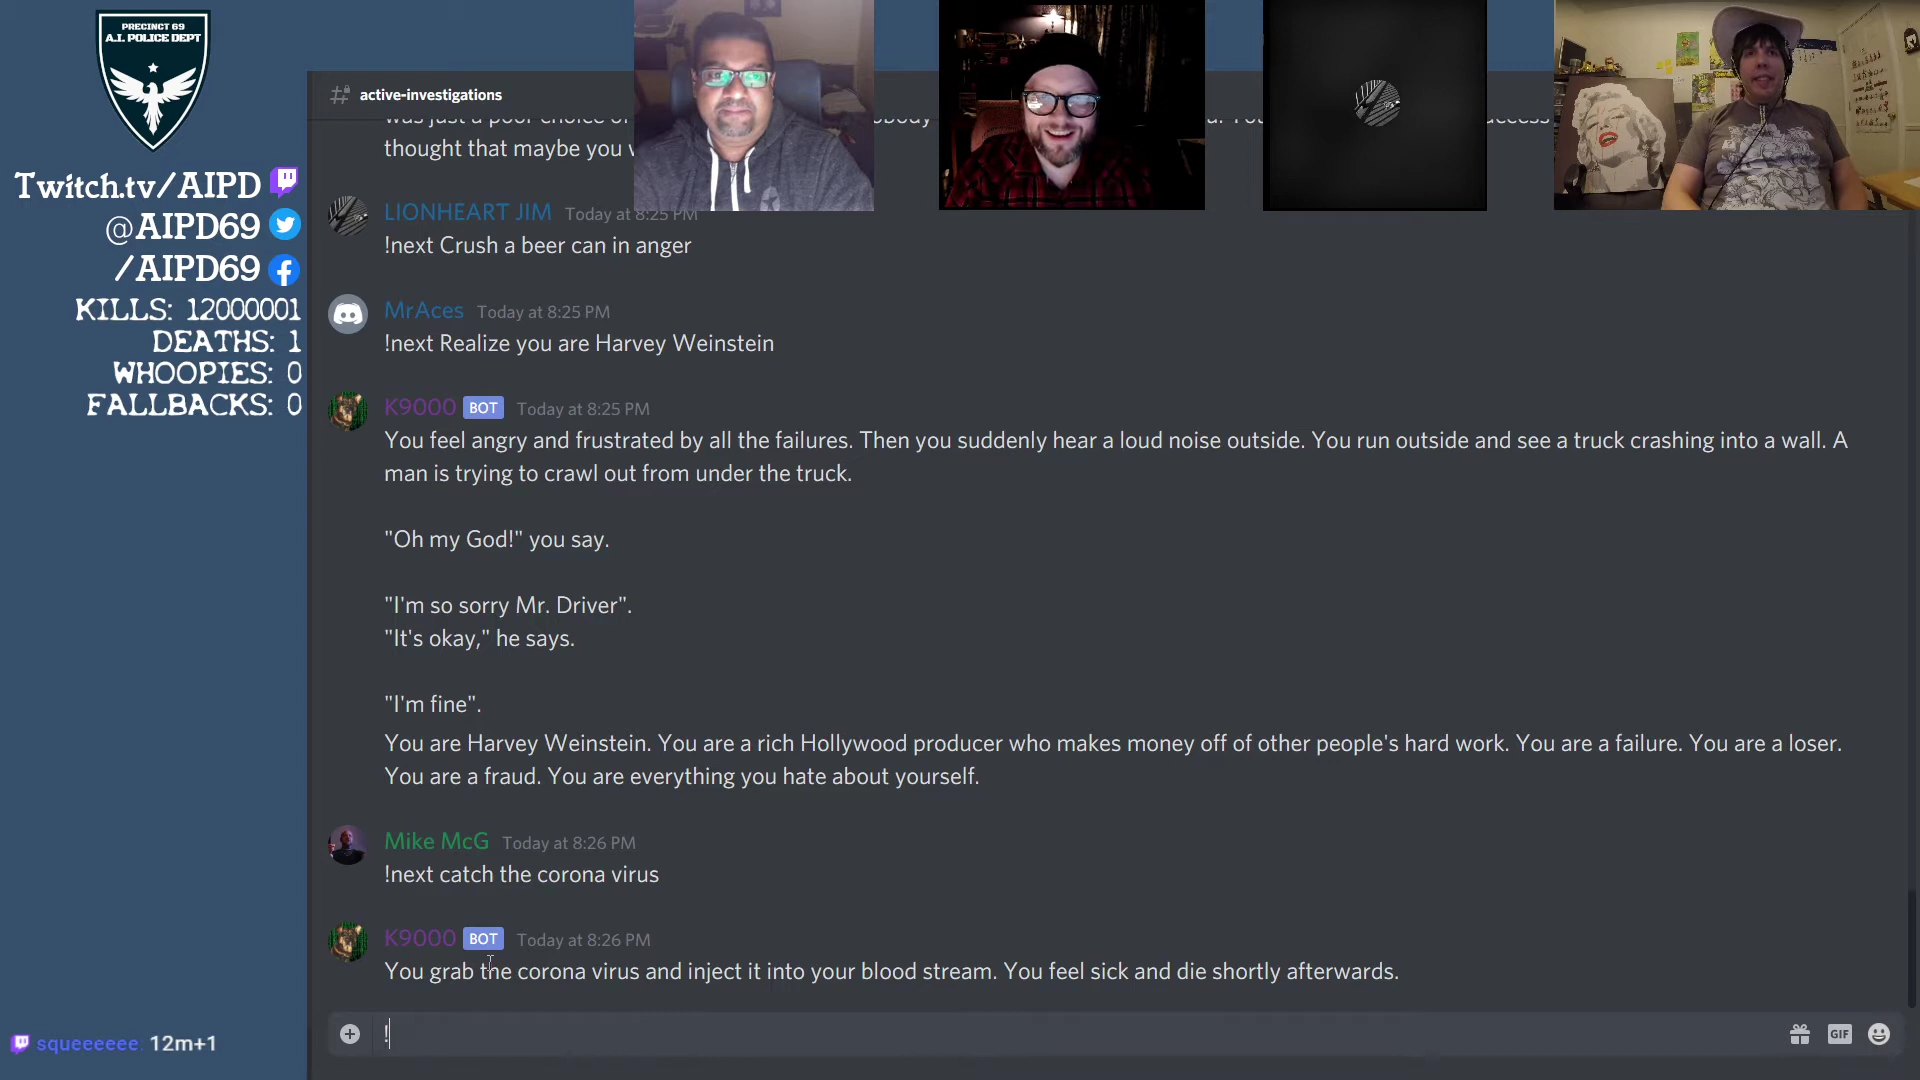 PRECINCT 69
A.I. POLICE DEPT
Twitch.tv/AIPD
@AIPD69
/AIPD69
KILLS: 12000001
DEATHS: 1
WHOOPIES: 0
FALLBACKS: 0
squeeeeee: 12m+1
active-investigations
was just a poor choice of
thought that maybe you
LIONHEART JIM Today at 8:25 PM
!next Crush a beer can in anger
MrAces Today at 8:25 PM
!next Realize you are Harvey Weinstein
K9000 BOT Today at 8:25 PM
You feel angry and frustrated by all the failures. Then you suddenly hear a loud noise outside. You run outside and see a truck crashing into a wall. A
man is trying to crawl out from under the truck.
"Oh my God!" you say.
"I'm so sorry Mr. Driver".
"It's okay," he says.
"I'm fine".
You are Harvey Weinstein. You are a rich Hollywood producer who makes money off of other people's hard work. You are a failure. You are a loser.
You are a fraud. You are everything you hate about yourself.
Mike McG Today at 8:26 PM
!next catch the corona virus
K9000 BOT Today at 8:26 PM
You grab the corona virus and inject it into your blood stream. You feel sick and die shortly afterwards.
!
GIF